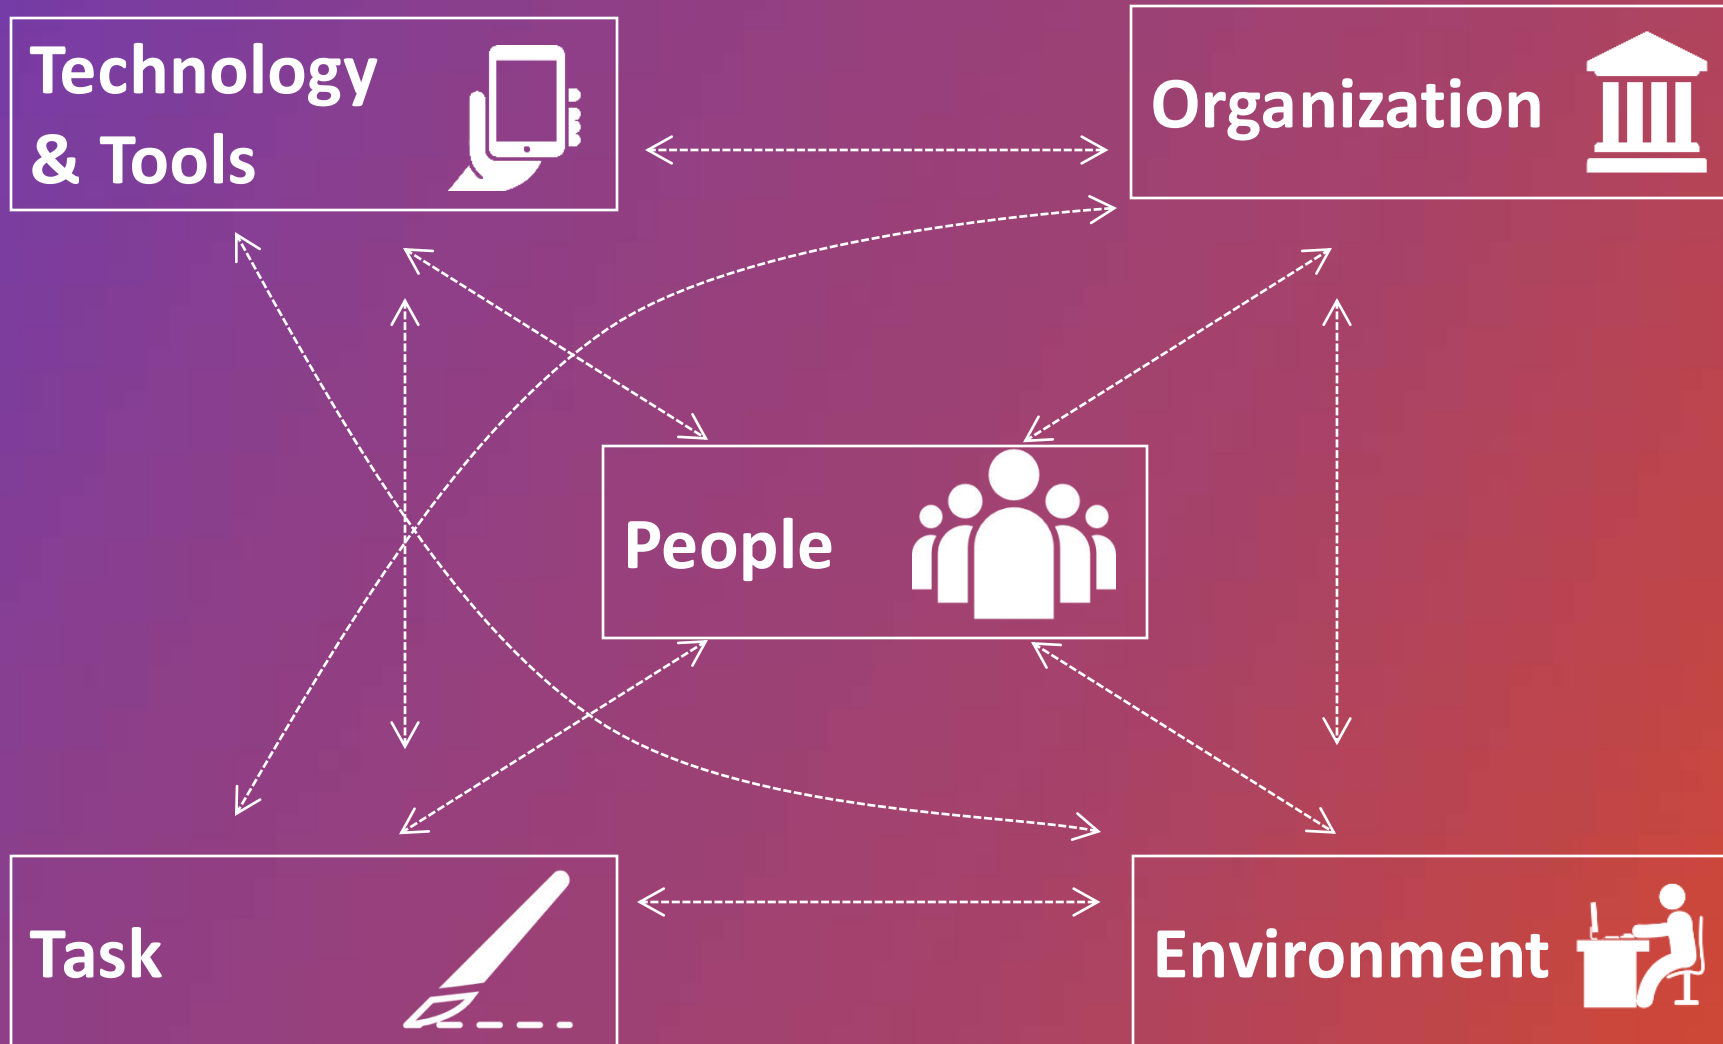 Technology
& Tools
Organization
People
Task
Environment